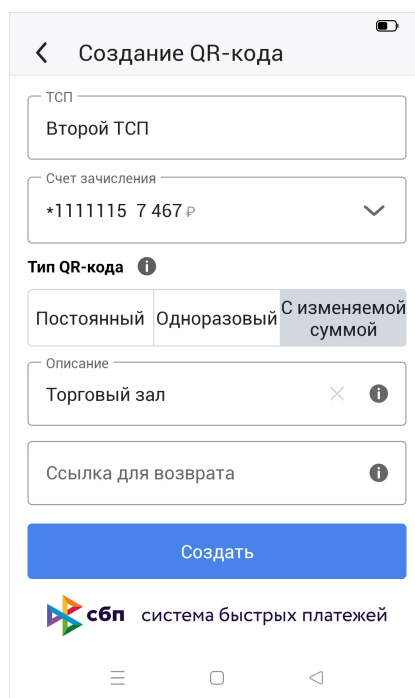 Создание QR-кода
ТСП
Второй ТСП
Счет зачисления
*1111115 7 467 ₽
Тип QR-кода
Постоянный Одноразовый С изменяемой
суммой
Описание
Торговый зал
Ссылка для возврата
Создать
сбп система быстрых платежей